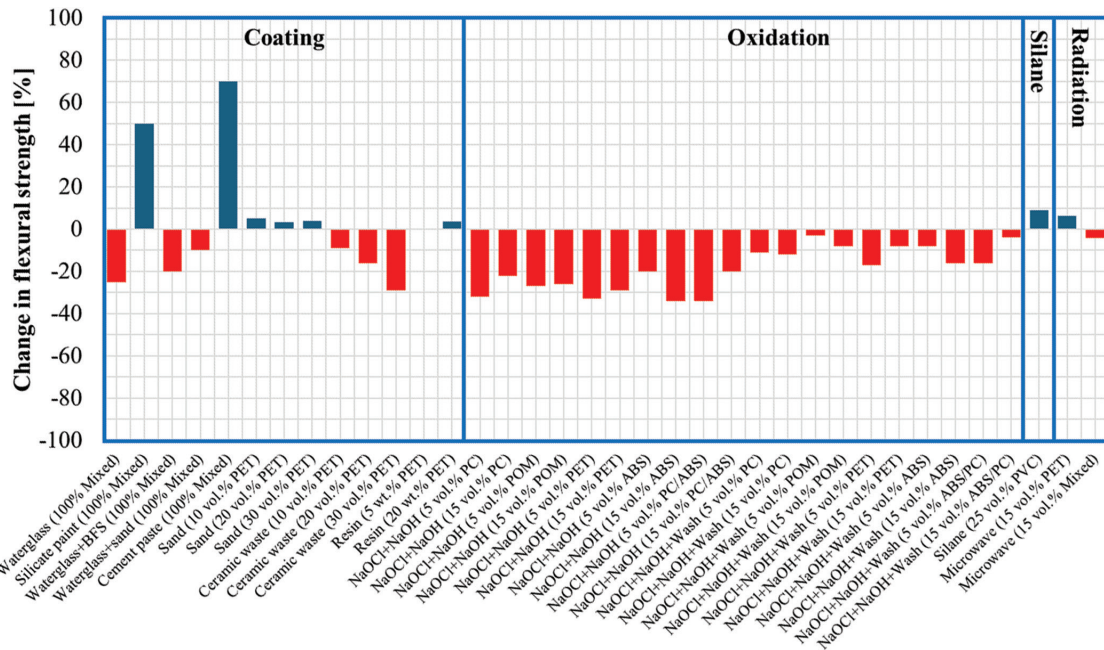 Change in flexural strength [%]
100
80
60
40
20
0
-20
-40
-60
-80
-100
Coating
Oxidation
Silane
Radiation
Waterglass (100% Mixed)
Silicate paint (100% Mixed)
Waterglass+BFS (100% Mixed)
Waterglass+sand (100% Mixed)
Cement paste (100% Mixed)
Sand (10 vol.% PET)
Sand (20 vol.% PET)
Sand (30 vol.% PET)
Ceramic waste (10 vol.% PET)
Ceramic waste (20 vol.% PET)
Ceramic waste (30 vol.% PET)
Resin (5 wt.% PET)
Resin (20 wt.% PET)
NaOCl+NaOH (5 vol.% PC)
NaOCl+NaOH (15 vol.% PC)
NaOCl+NaOH (5 vol.% POM)
NaOCl+NaOH (15 vol.% POM)
NaOCl+NaOH (5 vol.% PET)
NaOCl+NaOH (15 vol.% PET)
NaOCl+NaOH (5 vol.% ABS)
NaOCl+NaOH (15 vol.% ABS)
NaOCl+NaOH (5 vol.% PC/ABS)
NaOCl+NaOH (15 vol.% PC/ABS)
NaOCl+NaOH+Wash (5 vol.% PC)
NaOCl+NaOH+Wash (15 vol.% PC)
NaOCl+NaOH+Wash (5 vol.% POM)
NaOCl+NaOH+Wash (15 vol.% POM)
NaOCl+NaOH+Wash (5 vol.% PET)
NaOCl+NaOH+Wash (15 vol.% PET)
NaOCl+NaOH+Wash (5 vol.% ABS)
NaOCl+NaOH+Wash (15 vol.% ABS)
NaOCl+NaOH+Wash (5 vol.% ABS/PC)
NaOCl+NaOH+Wash (15 vol.% ABS/PC)
Silane (25 vol.% PVC)
Microwave (15 vol.% PET)
Microwave (15 vol.% Mixed)